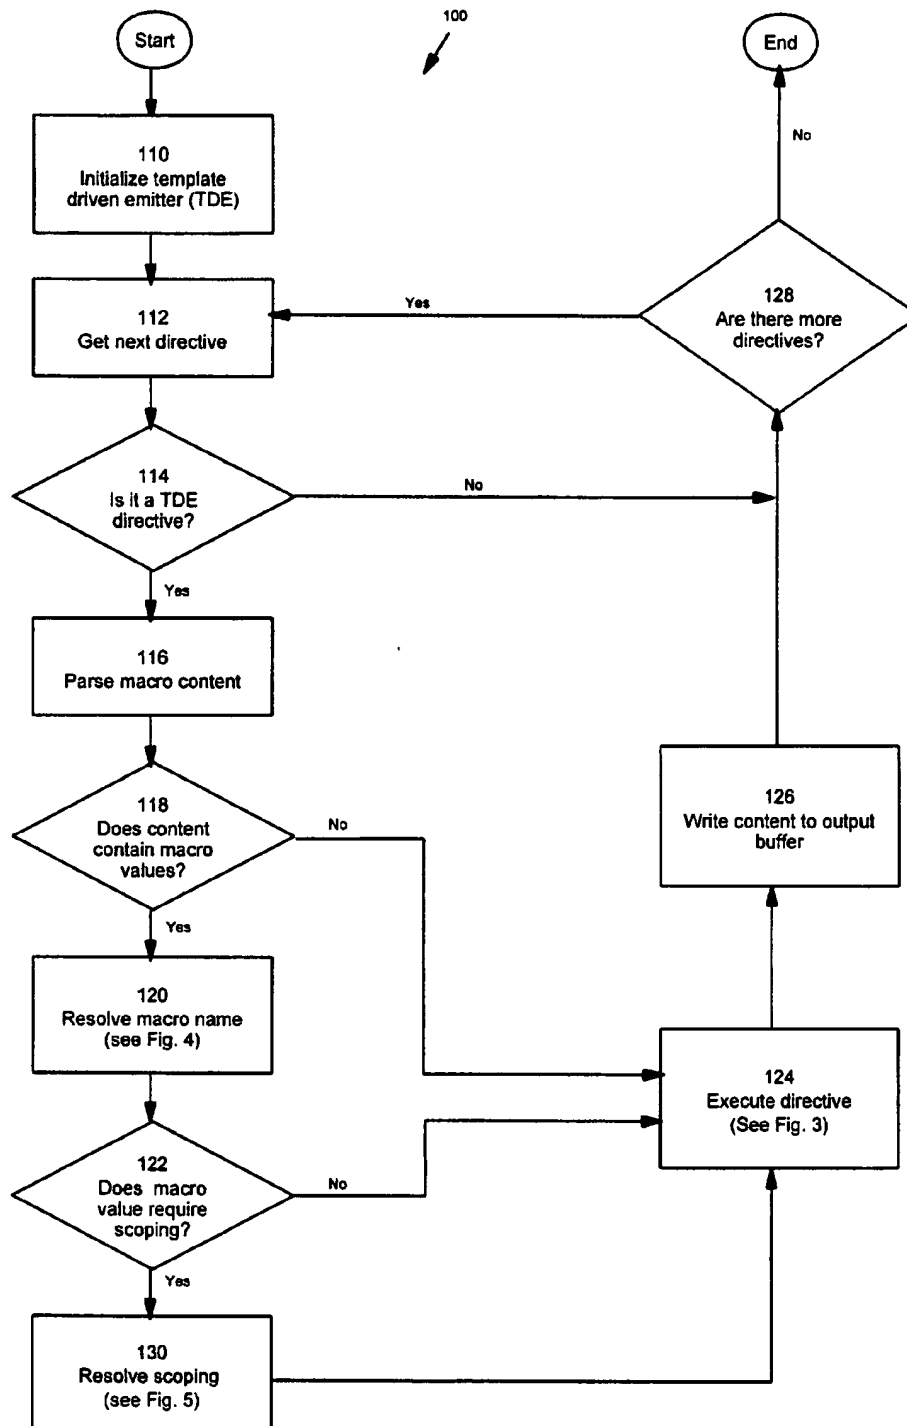 100
Start
End
No
110
Initialize template
driven emitter (TDE)
128
Are there more
directives?
Yes
112
Get next directive
114
Is it a TDE
directive?
No
Yes
116
Parse macro content
118
Does content
contain macro
values?
No
Yes
126
Write content to output
buffer
120
Resolve macro name
(see Fig. 4)
124
Execute directive
(See Fig. 3)
122
Does macro
value require
scoping?
No
Yes
130
Resolve scoping
(see Fig. 5)